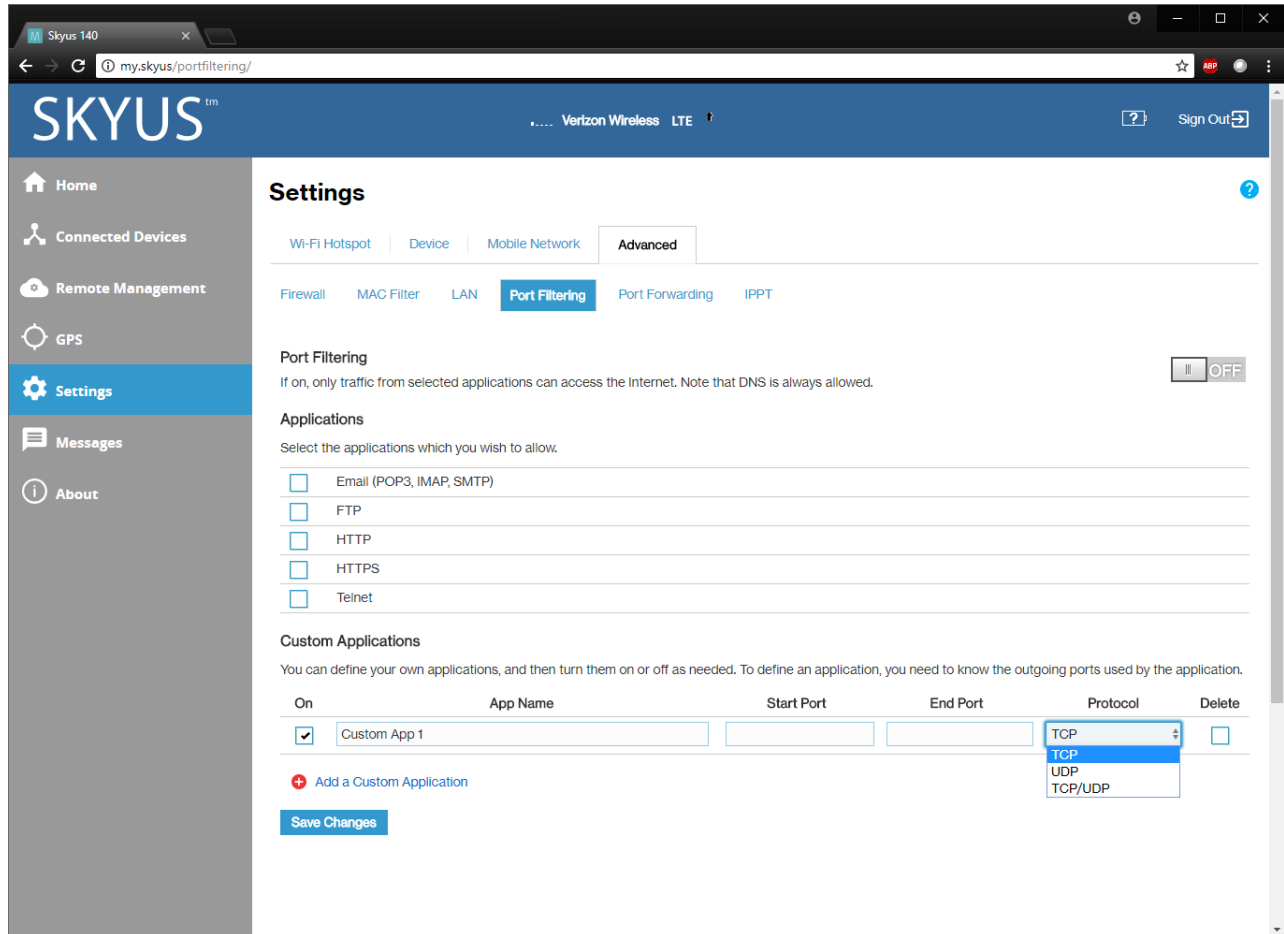 Skyus 140
my.skyus/portfiltering/
ABP
SKYUS™
Verizon Wireless LTE
Sign Out
Home
Connected Devices
Remote Management
GPS
Settings
Messages
About
Settings
Wi-Fi Hotspot Device Mobile Network Advanced
Firewall MAC Filter LAN Port Filtering Port Forwarding IPPT
Port Filtering
OFF
If on, only traffic from selected applications can access the Internet. Note that DNS is always allowed.
Applications
Select the applications which you wish to allow.
Email (POP3, IMAP, SMTP)
FTP
HTTP
HTTPS
Telnet
Custom Applications
You can define your own applications, and then turn them on or off as needed. To define an application, you need to know the outgoing ports used by the application.
On App Name Start Port End Port Protocol Delete
Custom App 1 TCP
TCP
UDP
TCP/UDP
Add a Custom Application
Save Changes